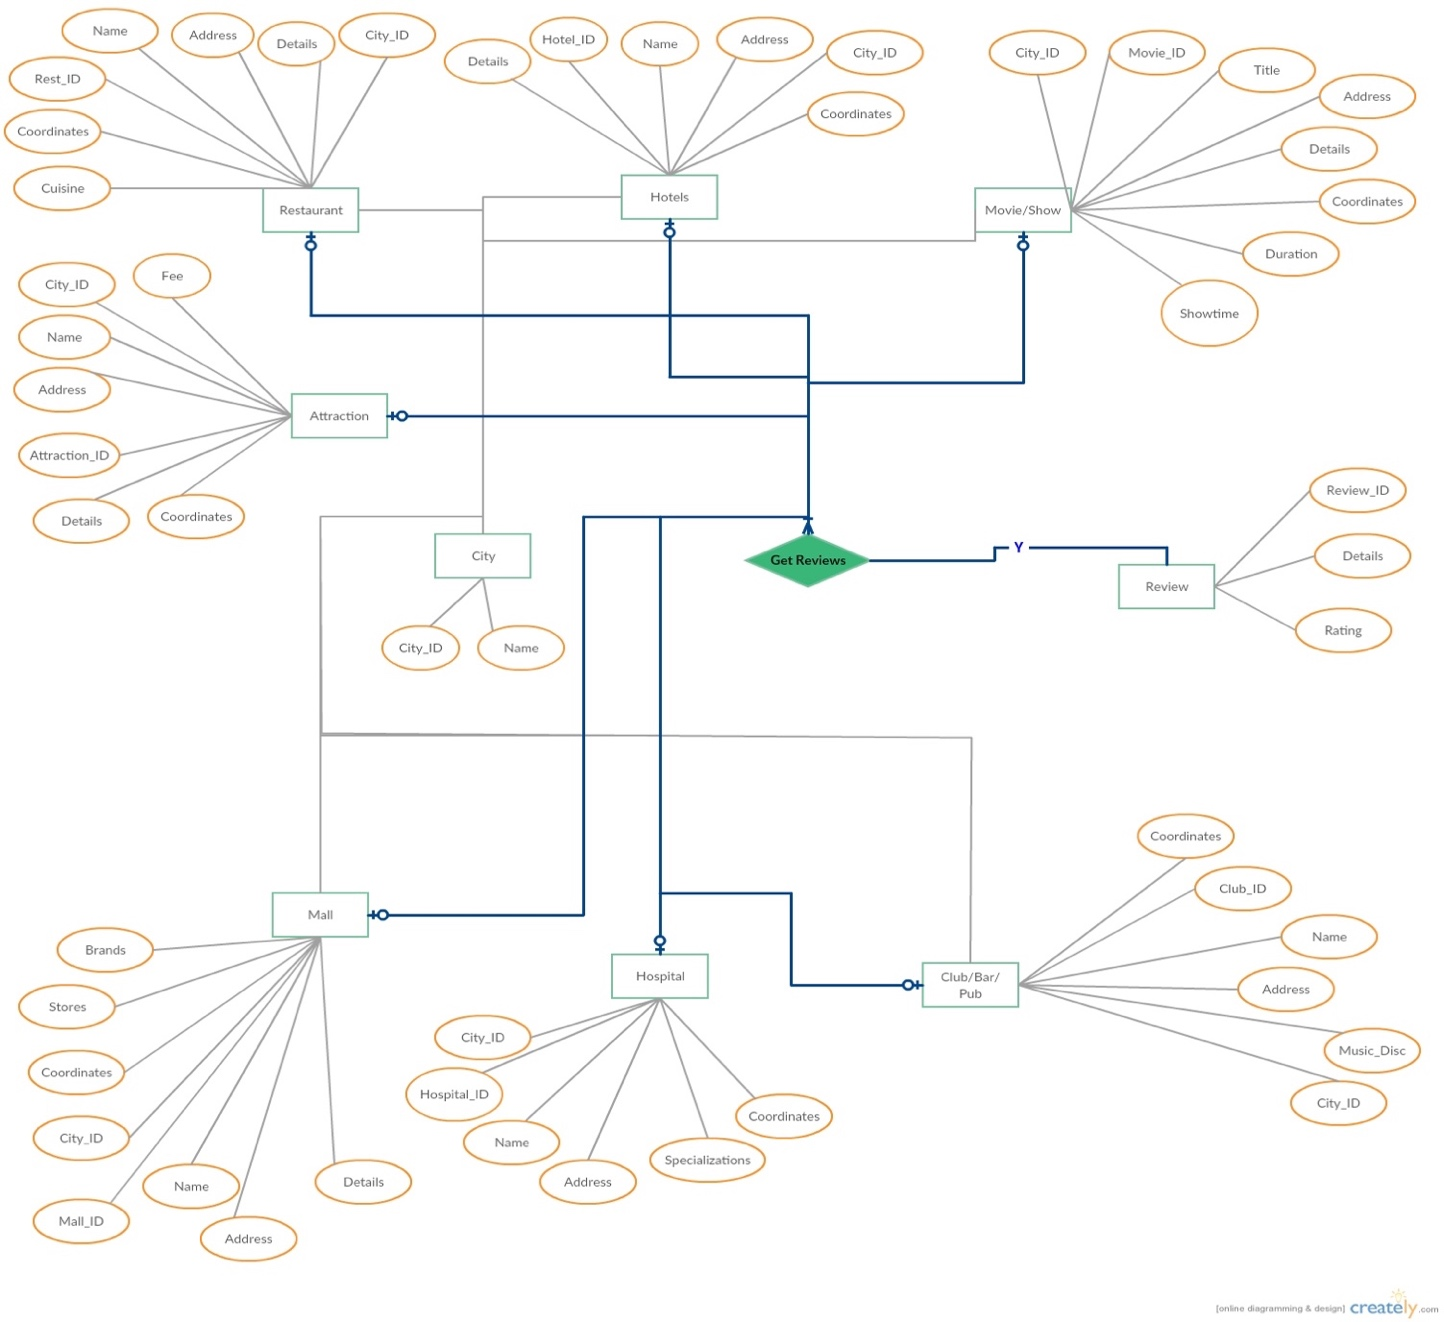 Name
Address
Details
City_ID
Rest_ID
Coordinates
Cuisine
Restaurant
Details
Hotel_ID
Name
Address
City_ID
Coordinates
Hotels
City_ID
Movie_ID
Title
Address
Details
Coordinates
Duration
Showtime
Movie/Show
City_ID
Fee
Name
Address
Attraction_ID
Details
Coordinates
Attraction
City
City_ID
Name
Get Reviews
Y
Review
Review_ID
Details
Rating
Mall
Brands
Stores
Coordinates
City_ID
Mall_ID
Name
Address
Details
Hospital
City_ID
Hospital_ID
Name
Address
Specializations
Coordinates
Club/Bar/
Pub
Coordinates
Club_ID
Name
Address
Music_Disc
City_ID
[online diagramming & design] creately.com